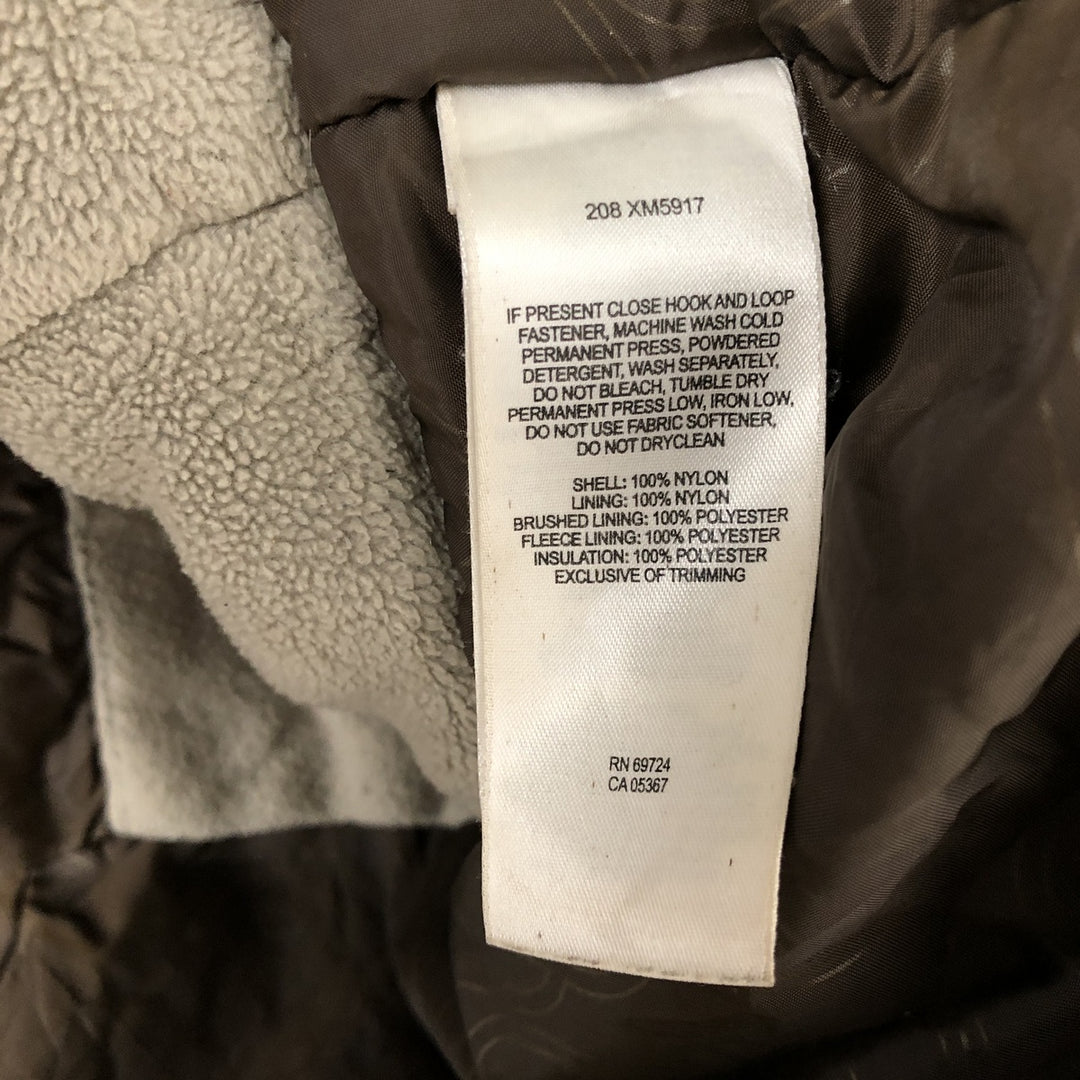 208 XM5917
IF PRESENT CLOSE HOOK AND LOOP
FASTENER, MACHINE WASH COLD
PERMANENT PRESS, POWDERED
DETERGENT, WASH SEPARATELY,
DO NOT BLEACH, TUMBLE DRY
PERMANENT PRESS LOW, IRON LOW,
DO NOT USE FABRIC SOFTENER,
DO NOT DRYCLEAN
SHELL: 100% NYLON
LINING: 100% NYLON
BRUSHED LINING: 100% POLYESTER
FLEECE LINING: 100% POLYESTER
INSULATION: 100% POLYESTER
EXCLUSIVE OF TRIMMING
RN 69724
CA 05367